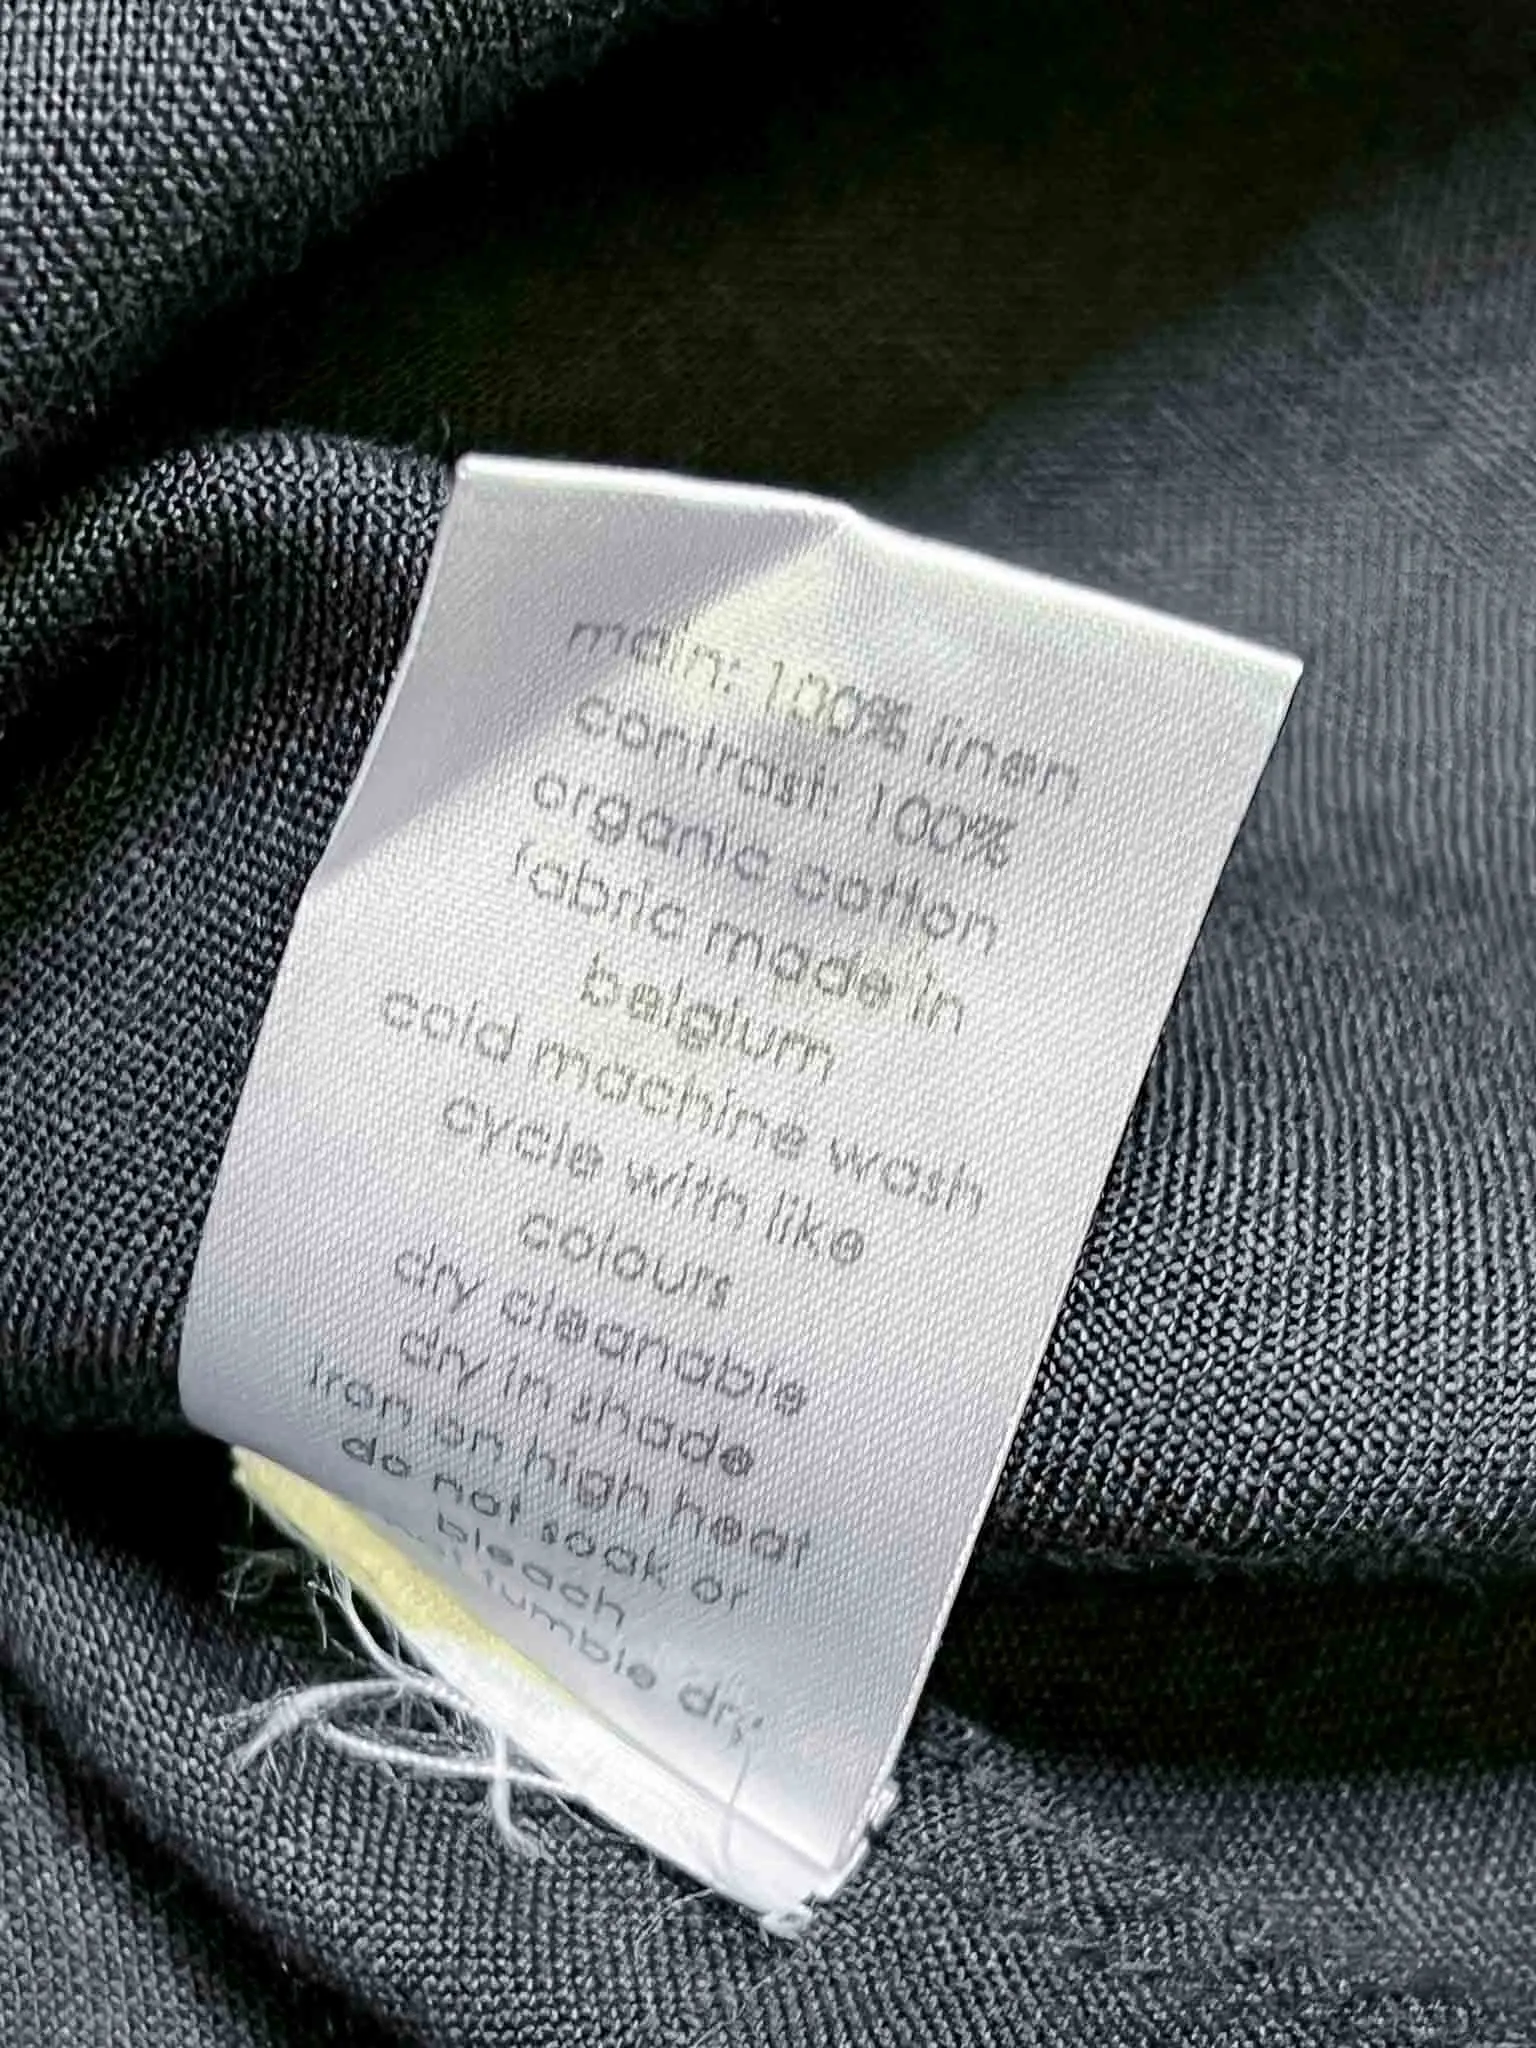 main: 100% linen
contrast: 100%
organic cotton
fabric made in
belgium
cold machine wash
cycle with like
colours
dry cleanable
dry in shade
iron on high heat
do not soak or
bleach
tumble dry